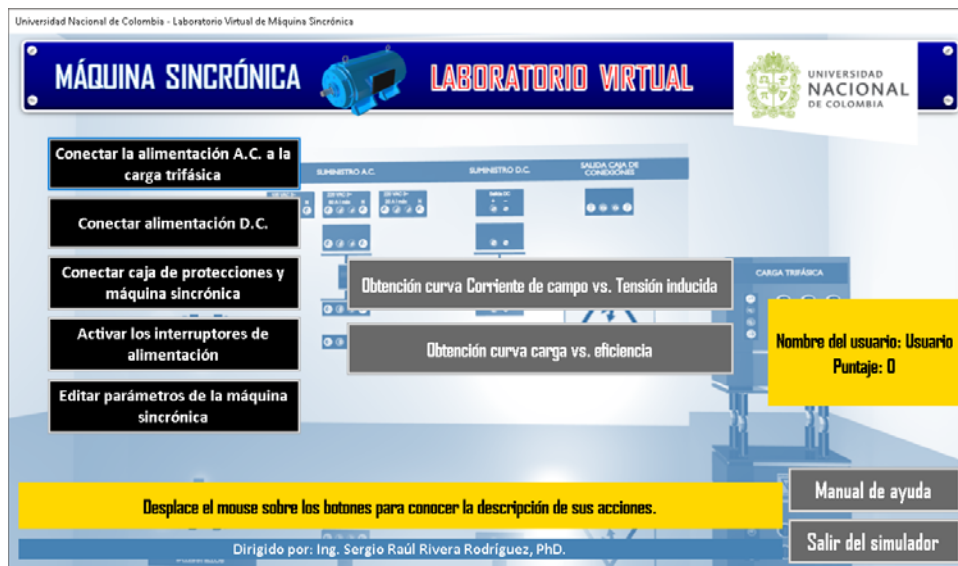 Universidad Nacional de Colombia - Laboratorio Virtual de Máquina Sincrónica
MÁQUINA SINCRÓNICA
LABORATORIO VIRTUAL
UNIVERSIDAD
NACIONAL
DE COLOMBIA
Conectar la alimentación A.C. a la
carga trifásica
SUMINISTRO A.C.
SUMINISTRO D.C.
SALIDA CAJA DE
CONEXIONES
Conectar alimentación D.C.
Conectar caja de protecciones y
máquina sincrónica
Obtención curva Corriente de campo vs. Tensión inducida
CARGA TRIFÁSICA
Activar los interruptores de
alimentación
Obtención curva carga vs. eficiencia
Nombre del usuario: Usuario
Puntaje: 0
Editar parámetros de la máquina
sincrónica
Desplace el mouse sobre los botones para conocer la descripción de sus acciones.
Manual de ayuda
Dirigido por: Ing. Sergio Raúl Rivera Rodríguez, PhD.
Salir del simulador